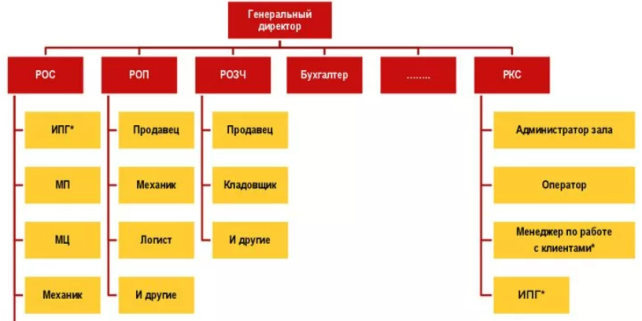 Генеральный
директор
РОС
РОП
РОЗЧ
Бухгалтер
........
РКС
ИПГ*
Продавец
Продавец
Администратор зала
МП
Механик
Кладовщик
Оператор
МЦ
Логист
И другие
Менеджер по работе
с клиентами*
Механик
И другие
ИПГ*